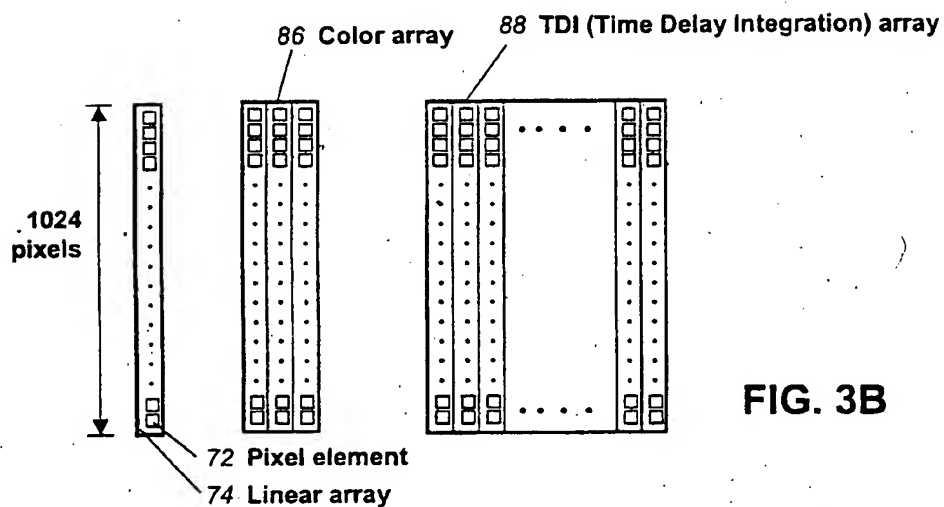 86 Color array
88 TDI (Time Delay Integration) array
1024
pixels
FIG. 3B
72 Pixel element
74 Linear array